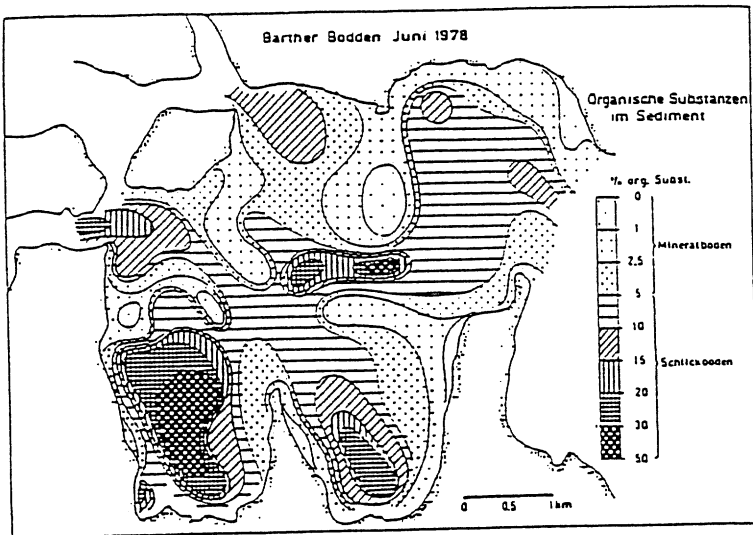 Barther Bodden Juni 1978
Organische Substanzen
im Sediment
% org. Subst.
0
1
2.5
5
10
15
20
30
50
Mineralboden
Schlickboden
0 0.5 1km